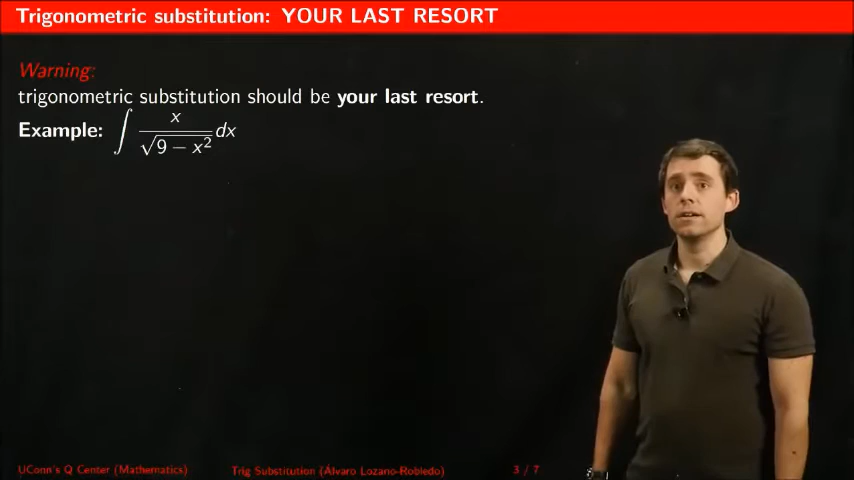 Trigonometric substitution: YOUR LAST RESORT
Warning:
trigonometric substitution should be your last resort.
Example: ∫ x/√(9 − x²) dx
UConn's Q Center (Mathematics) Trig Substitution (Álvaro Lozano-Robledo) 3 / 7